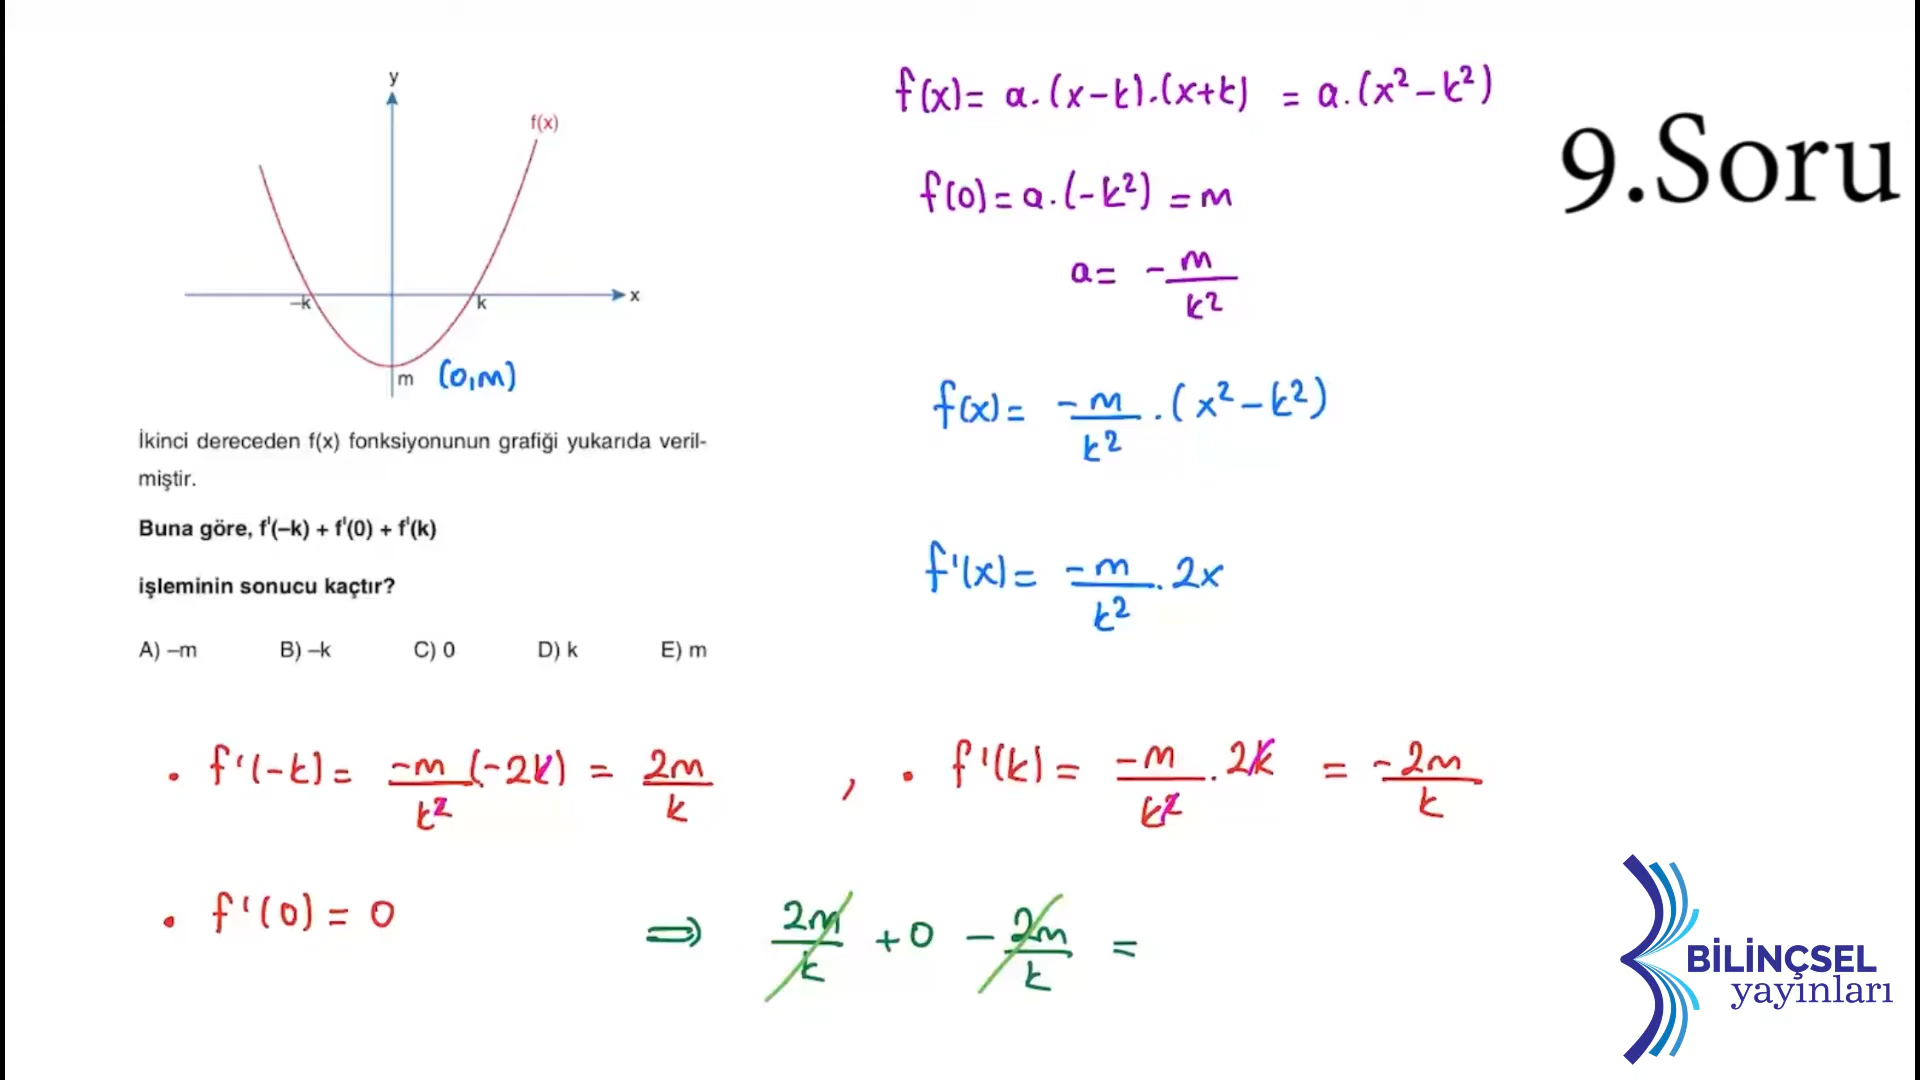 y
f(x)
–k
k
x
m
(0,m)
İkinci dereceden f(x) fonksiyonunun grafiği yukarıda veril-
miştir.
Buna göre, f'(–k) + f'(0) + f'(k)
işleminin sonucu kaçtır?
A) –m B) –k C) 0 D) k E) m
f(x) = a.(x-k).(x+k) = a.(x²-k²)
f(0) = a.(-k²) = m
a = -m/k²
f(x) = -m/k² . (x²-k²)
f'(x) = -m/k² . 2x
9.Soru
• f'(-k) = -m/k² (-2k) = 2m/k , • f'(k) = -m/k² . 2k = -2m/k
• f'(0) = 0 ⇒ 2m/k + 0 - 2m/k =
BİLİNÇSEL
yayınları